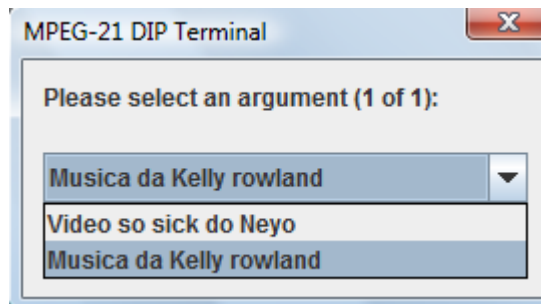 MPEG-21 DIP Terminal
Please select an argument (1 of 1):
Musica da Kelly rowland
Video so sick do Neyo
Musica da Kelly rowland